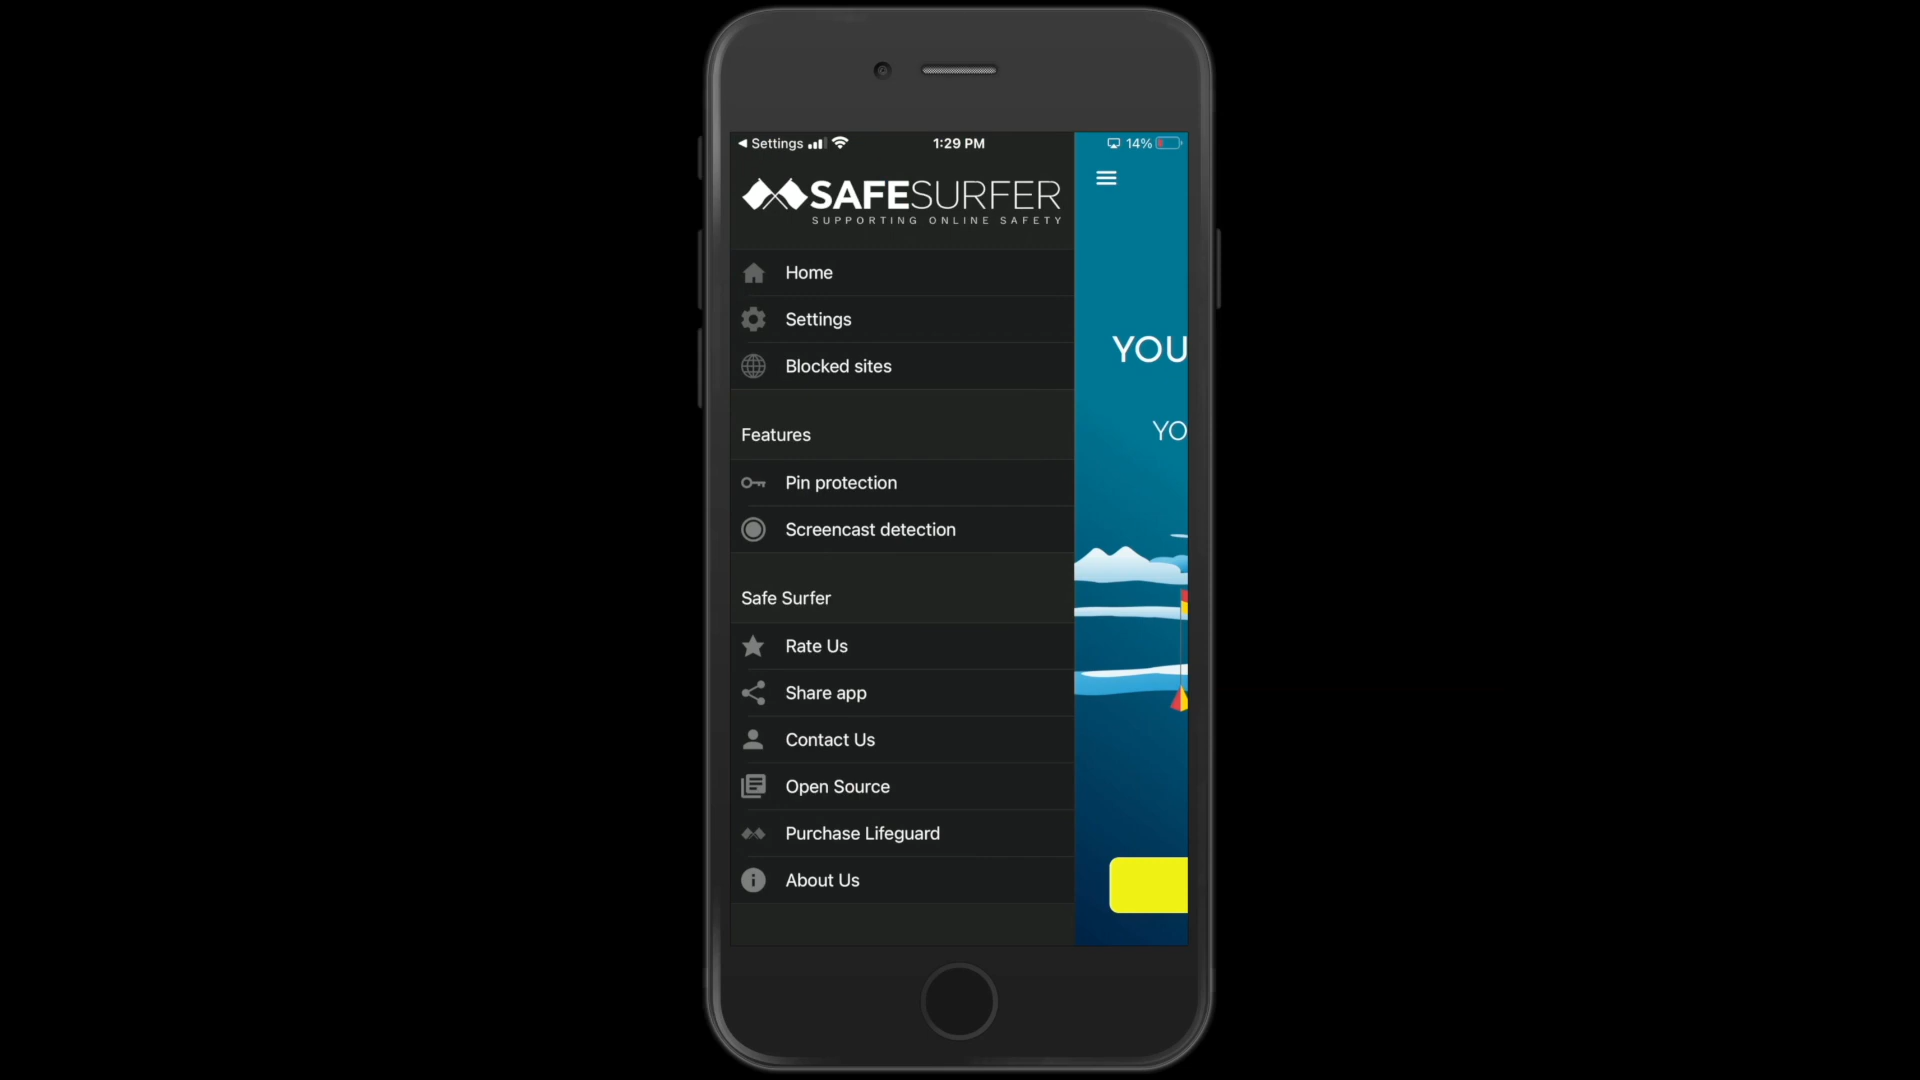 Settings
1:29 PM
14%
SAFESURFER
SUPPORTING ONLINE SAFETY
Home
Settings
Blocked sites
Features
Pin protection
Screencast detection
Safe Surfer
Rate Us
Share app
Contact Us
Open Source
Purchase Lifeguard
About Us
YOU
YO